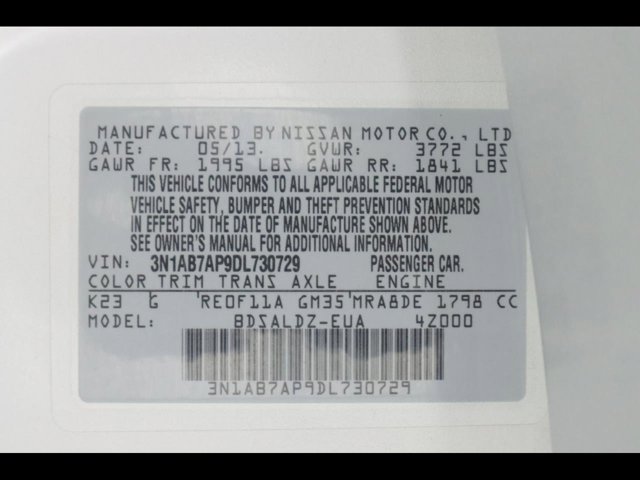 MANUFACTURED BY NISSAN MOTOR CO., LTD
DATE: 05/13. GVWR: 3772 LBS
GAWR FR: 1995 LBS GAWR RR: 1841 LBS
THIS VEHICLE CONFORMS TO ALL APPLICABLE FEDERAL MOTOR
VEHICLE SAFETY, BUMPER AND THEFT PREVENTION STANDARDS
IN EFFECT ON THE DATE OF MANUFACTURE SHOWN ABOVE.
SEE OWNER'S MANUAL FOR ADDITIONAL INFORMATION.
VIN: 3N1AB7AP9DL730729 PASSENGER CAR.
COLOR TRIM TRANS AXLE ENGINE
K23 G RE0F11A GM35 MRA8DE 1798 CC
MODEL: BDSALDZ-EUA 4Z000
3N1AB7AP9DL730729